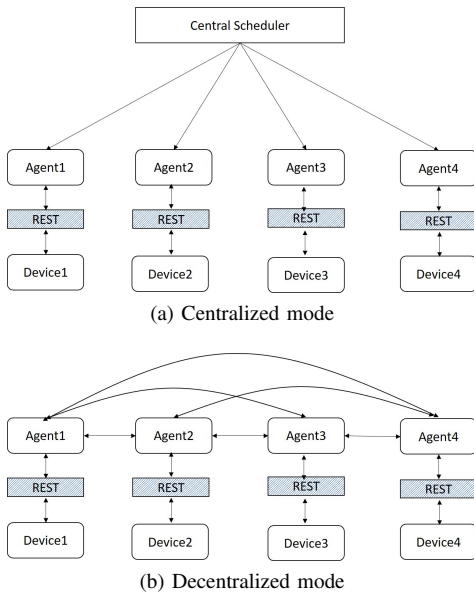 Central Scheduler
Agent1 Agent2 Agent3 Agent4
REST REST REST REST
Device1 Device2 Device3 Device4
(a) Centralized mode
Agent1 Agent2 Agent3 Agent4
REST REST REST REST
Device1 Device2 Device3 Device4
(b) Decentralized mode